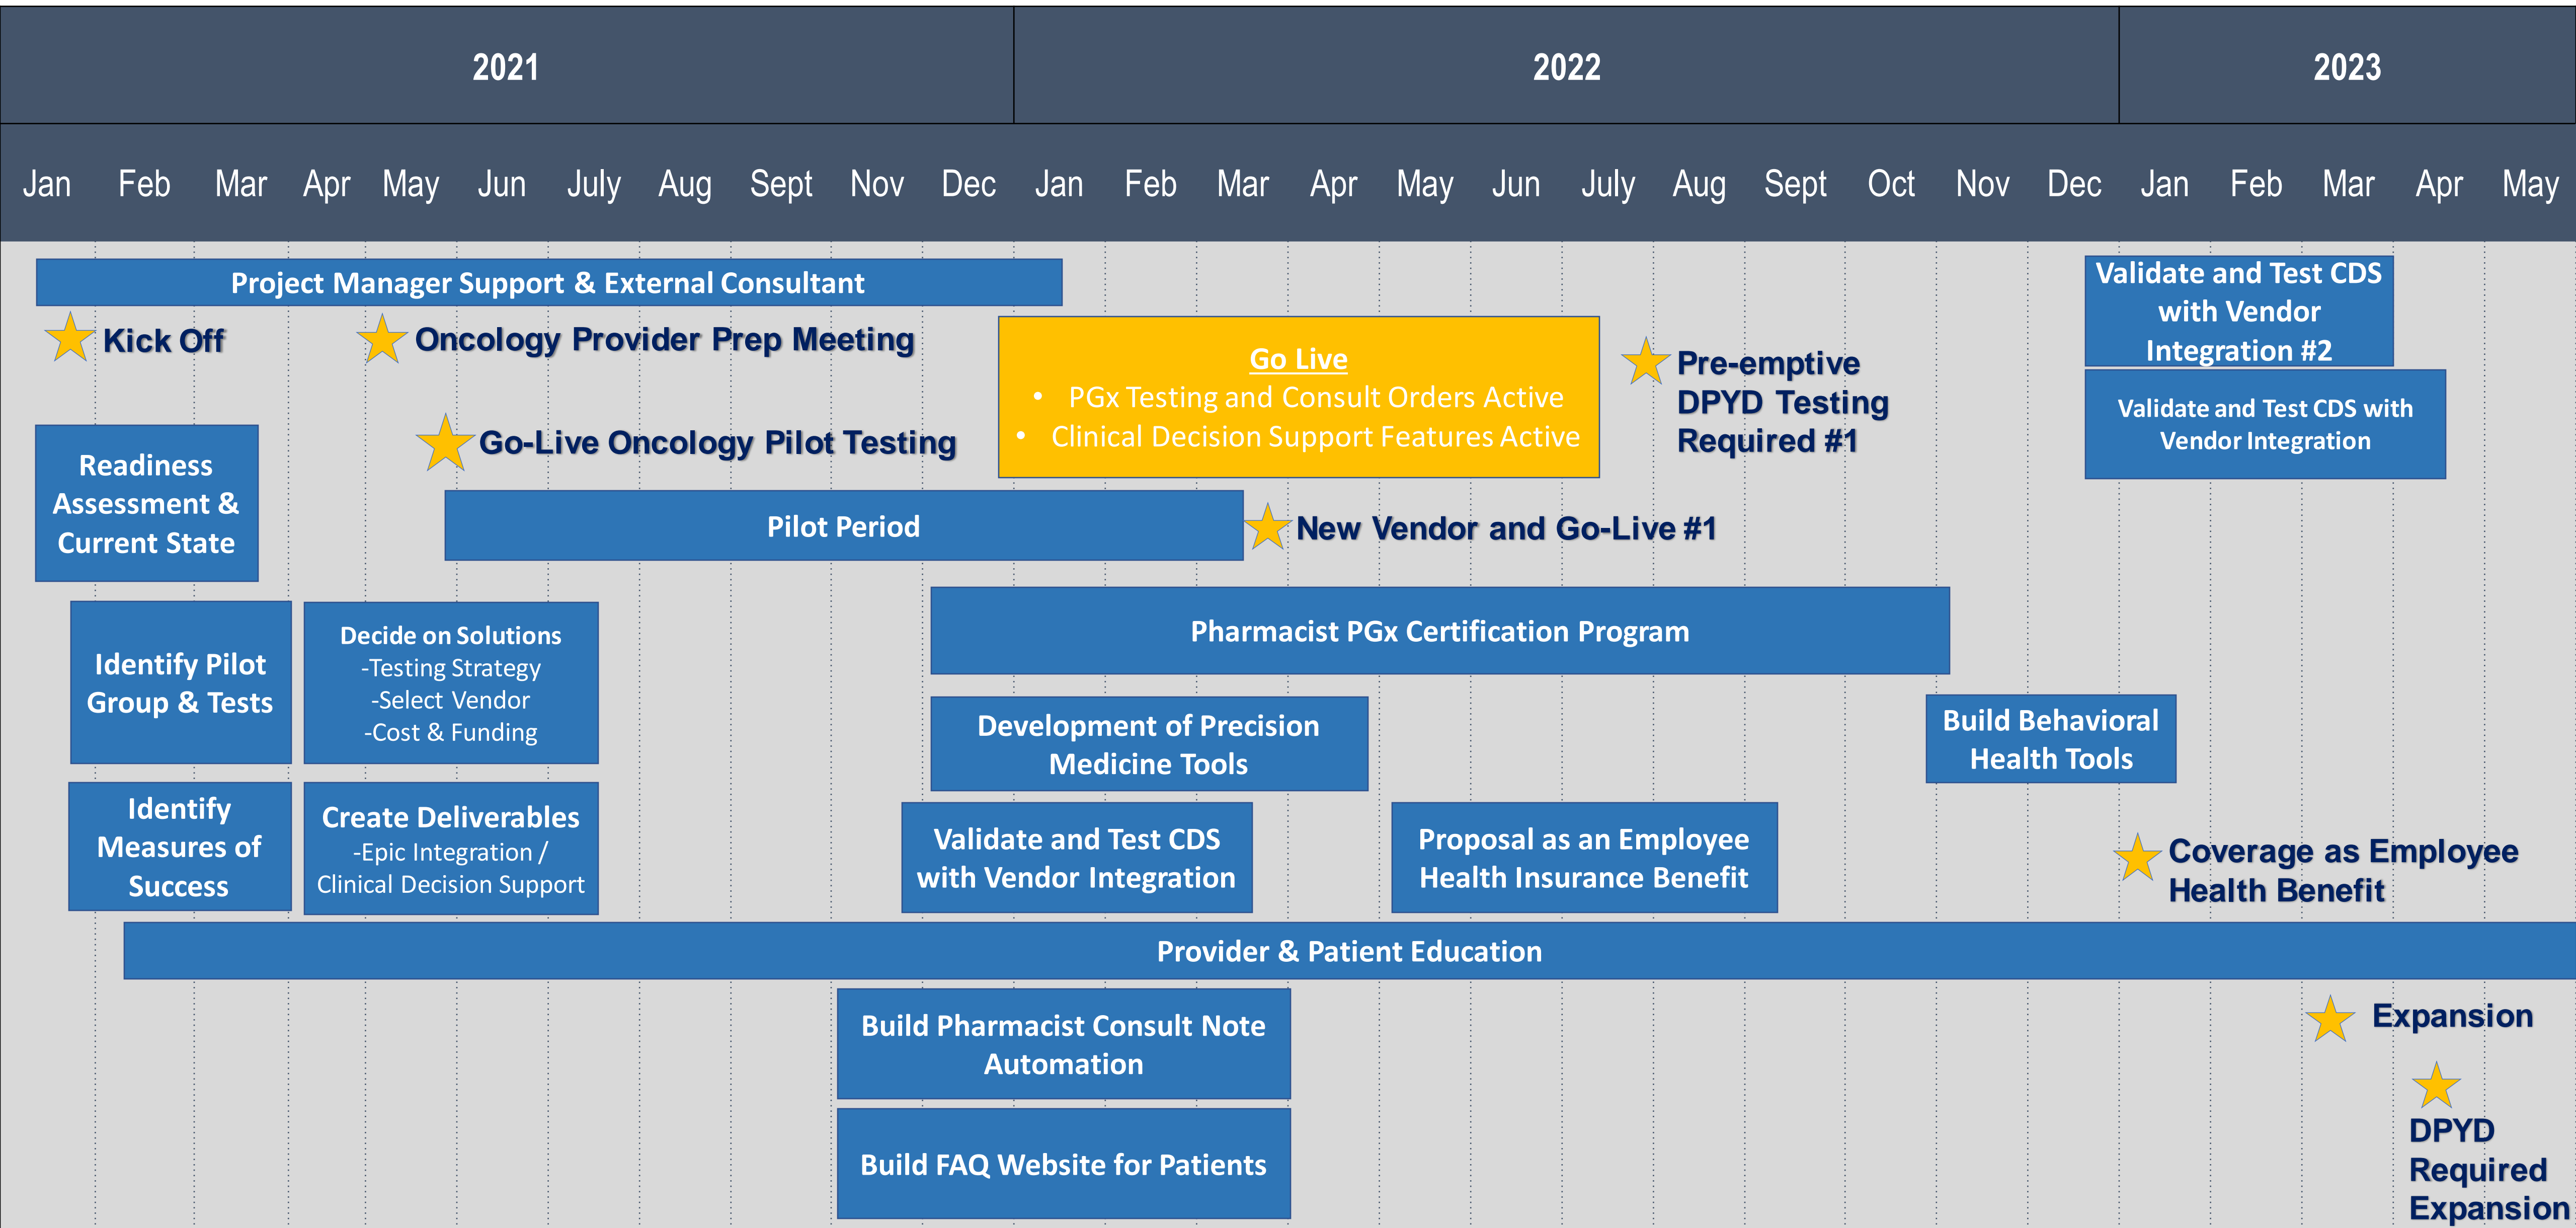 2021 2022 2023
Jan Feb Mar Apr May Jun July Aug Sept Nov Dec Jan Feb Mar Apr May Jun July Aug Sept Oct Nov Dec Jan Feb Mar Apr May
Project Manager Support & External Consultant
Validate and Test CDS
with Vendor
Integration #2
Kick Off
Oncology Provider Prep Meeting
Go Live
• PGx Testing and Consult Orders Active
• Clinical Decision Support Features Active
Pre-emptive
DPYD Testing
Required #1
Validate and Test CDS with
Vendor Integration
Go-Live Oncology Pilot Testing
Readiness
Assessment &
Current State
Pilot Period
New Vendor and Go-Live #1
Identify Pilot
Group & Tests
Decide on Solutions
-Testing Strategy
-Select Vendor
-Cost & Funding
Pharmacist PGx Certification Program
Development of Precision
Medicine Tools
Build Behavioral
Health Tools
Identify
Measures of
Success
Create Deliverables
-Epic Integration /
Clinical Decision Support
Validate and Test CDS
with Vendor Integration
Proposal as an Employee
Health Insurance Benefit
Coverage as Employee
Health Benefit
Provider & Patient Education
Build Pharmacist Consult Note
Automation
Expansion
Build FAQ Website for Patients
DPYD
Required
Expansion